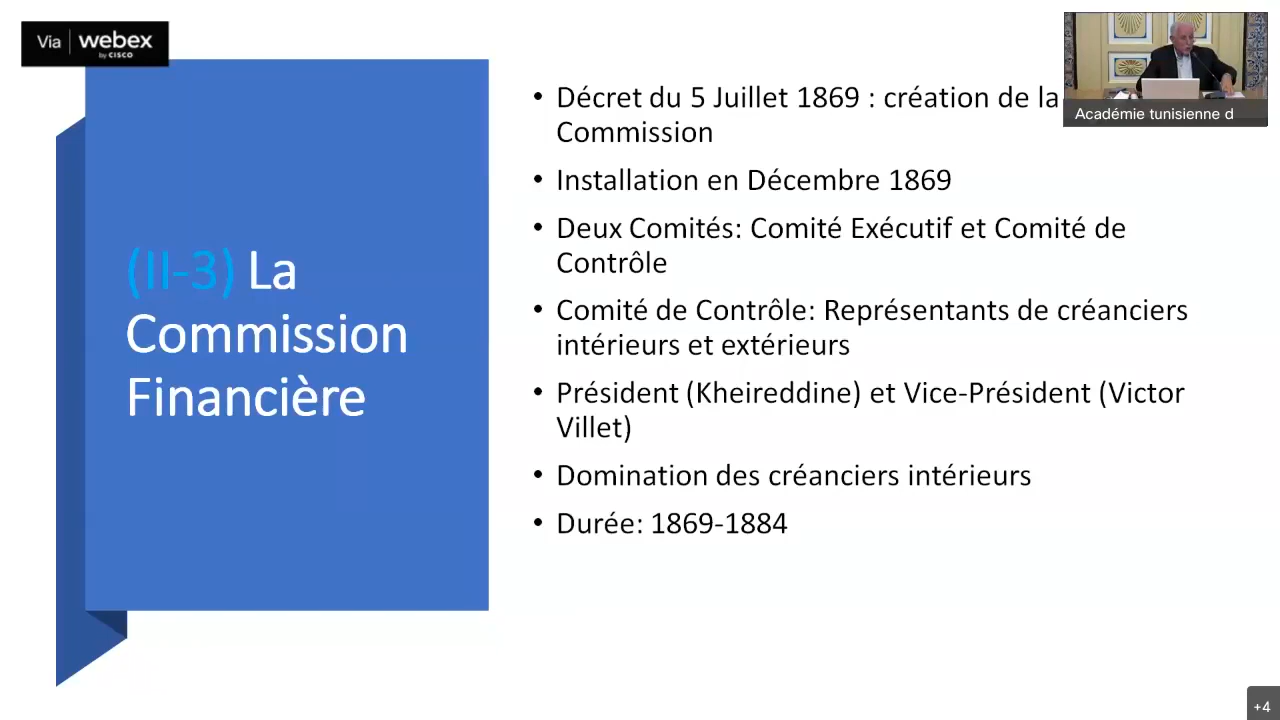 Via webex
by CISCO
(II-3) La
Commission
Financière
• Décret du 5 Juillet 1869 : création de la
Commission
• Installation en Décembre 1869
• Deux Comités: Comité Exécutif et Comité de
Contrôle
• Comité de Contrôle: Représentants de créanciers
intérieurs et extérieurs
• Président (Kheireddine) et Vice-Président (Victor
Villet)
• Domination des créanciers intérieurs
• Durée: 1869-1884
Académie tunisienne d
+4